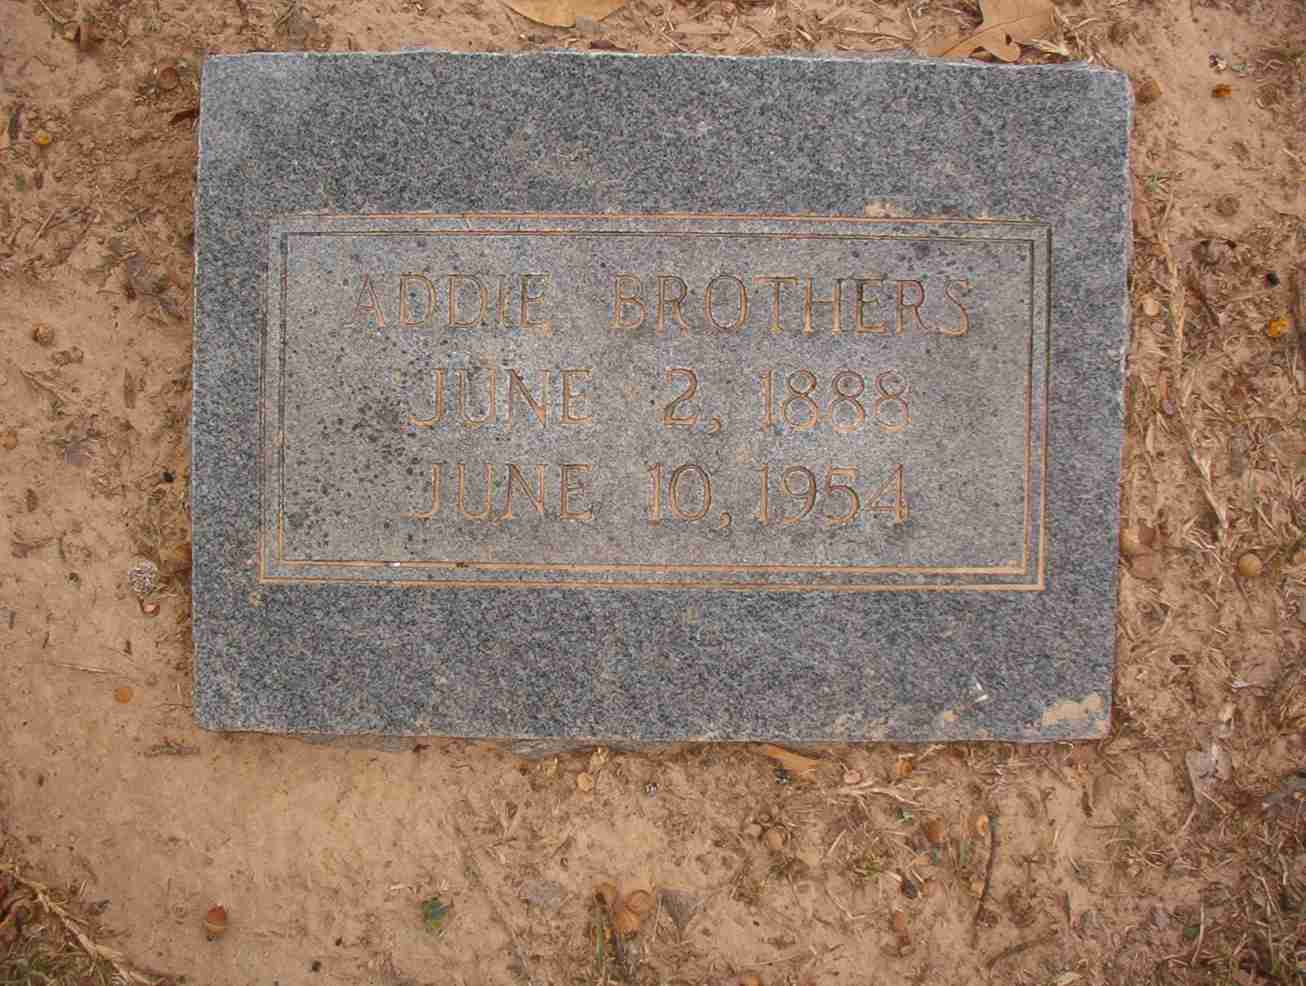 ADDIE BROTHERS
JUNE 2, 1888
JUNE 10, 1954